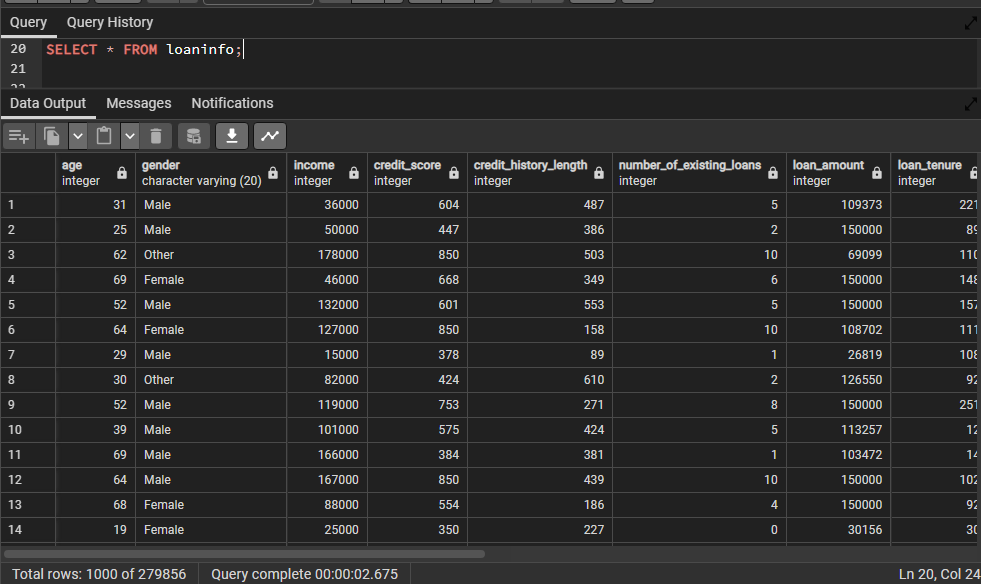 Query Query History
20 SELECT * FROM loaninfo;
21
Data Output Messages Notifications
age gender income credit_score credit_history_length number_of_existing_loans loan_amount loan_tenure
integer character varying (20) integer integer integer integer integer integer
1 31 Male 36000 604 487 5 109373 221
2 25 Male 50000 447 386 2 150000 89
3 62 Other 178000 850 503 10 69099 110
4 69 Female 46000 668 349 6 150000 148
5 52 Male 132000 601 553 5 150000 157
6 64 Female 127000 850 158 10 108702 111
7 29 Male 15000 378 89 1 26819 108
8 30 Other 82000 424 610 2 126550 92
9 52 Male 119000 753 271 8 150000 251
10 39 Male 101000 575 424 5 113257 12
11 69 Male 166000 384 381 1 103472 14
12 64 Male 167000 850 439 10 150000 102
13 68 Female 88000 554 186 4 150000 92
14 19 Female 25000 350 227 0 30156 30
Total rows: 1000 of 279856 Query complete 00:00:02.675 Ln 20, Col 24